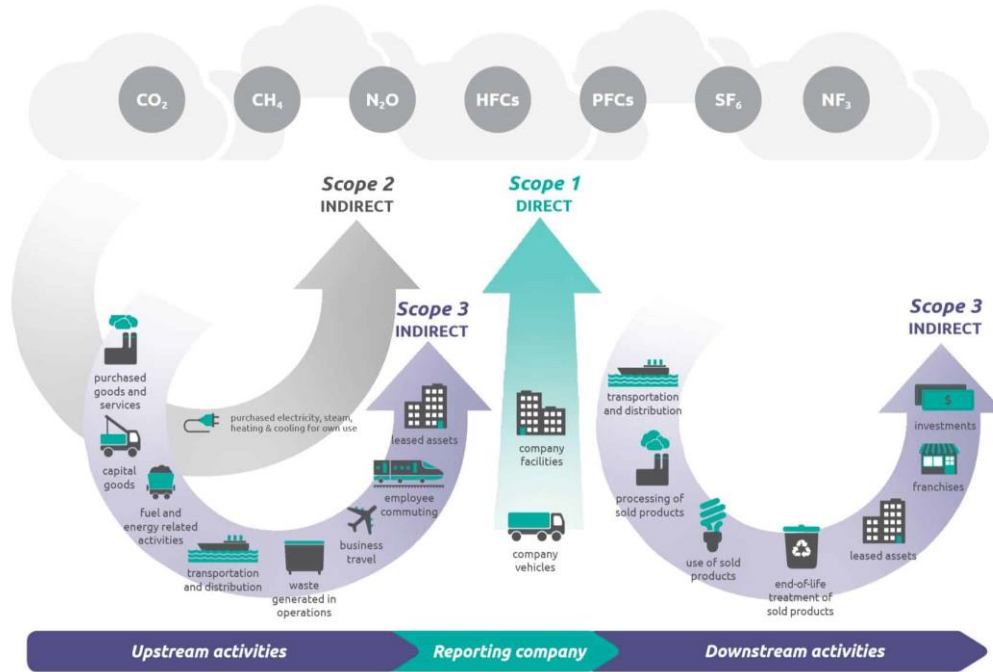 CO₂
CH₄
N₂O
HFCs
PFCs
SF₆
NF₃
Scope 2
INDIRECT
Scope 1
DIRECT
Scope 3
INDIRECT
Scope 3
INDIRECT
purchased
goods and
services
capital
goods
fuel and
energy related
activities
transportation
and distribution
waste
generated in
operations
business
travel
employee
commuting
leased assets
purchased electricity, steam,
heating & cooling for own use
company
facilities
company
vehicles
transportation
and distribution
processing of
sold products
use of sold
products
end-of-life
treatment of
sold products
leased assets
franchises
$
investments
Upstream activities
Reporting company
Downstream activities